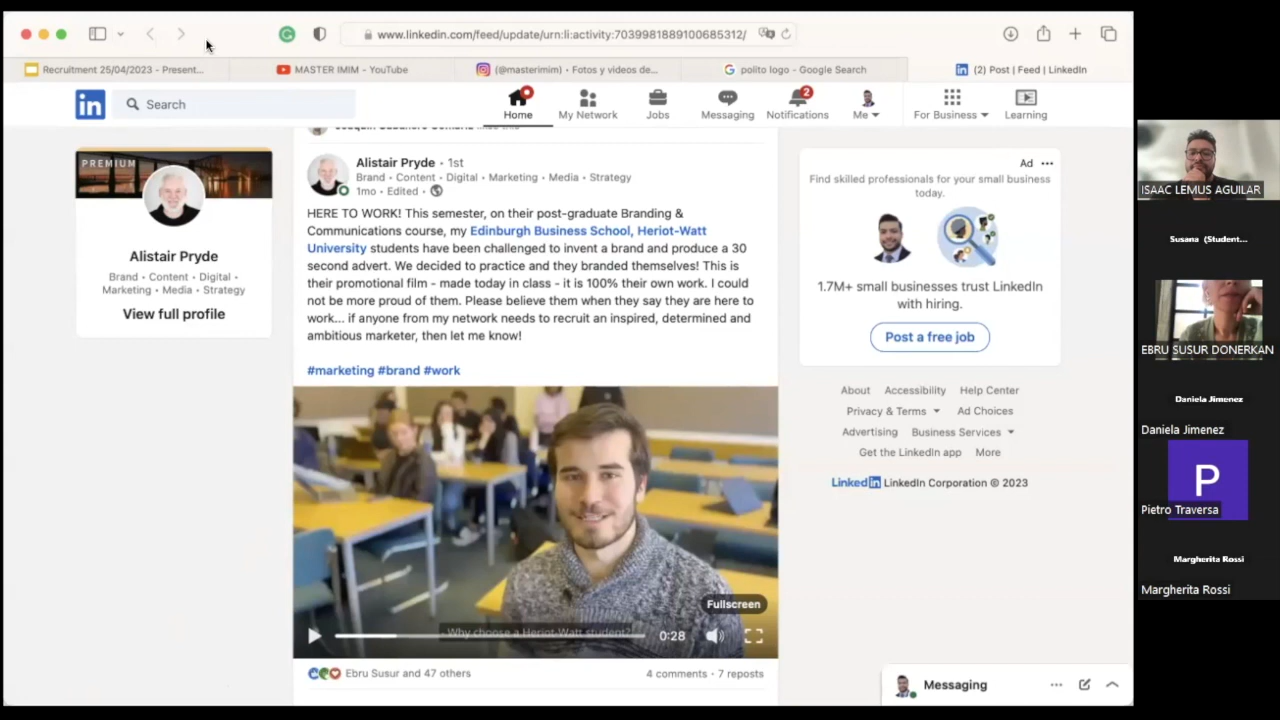 www.linkedin.com/feed/update/urn:li:activity:7039981889100685312/
Recruitment 25/04/2023 - Present...
MASTER IMIM - YouTube
(@masterimim) • Fotos y videos de...
polito logo - Google Search
(2) Post | Feed | LinkedIn
in
Search
Home
My Network
Jobs
Messaging
2
Notifications
Me
For Business
Learning
PREMIUM
Alistair Pryde
Brand • Content • Digital •
Marketing • Media • Strategy
View full profile
Alistair Pryde • 1st
Brand • Content • Digital • Marketing • Media • Strategy
1mo • Edited •
HERE TO WORK! This semester, on their post-graduate Branding &
Communications course, my Edinburgh Business School, Heriot-Watt
University students have been challenged to invent a brand and produce a 30
second advert. We decided to practice and they branded themselves! This is
their promotional film - made today in class - it is 100% their own work. I could
not be more proud of them. Please believe them when they say they are here to
work... if anyone from my network needs to recruit an inspired, determined and
ambitious marketer, then let me know!
#marketing #brand #work
Fullscreen
Why choose a Heriot-Watt student?
0:28
Ebru Susur and 47 others
4 comments • 7 reposts
Ad
Find skilled professionals for your small business
today.
1.7M+ small businesses trust LinkedIn
with hiring.
Post a free job
About Accessibility Help Center
Privacy & Terms Ad Choices
Advertising Business Services
Get the LinkedIn app More
Linked in LinkedIn Corporation © 2023
Messaging
ISAAC LEMUS AGUILAR
Susana (Student...
EBRU SUSUR DONERKAN
Daniela Jimenez
Daniela Jimenez
P
Pietro Traversa
Margherita Rossi
Margherita Rossi